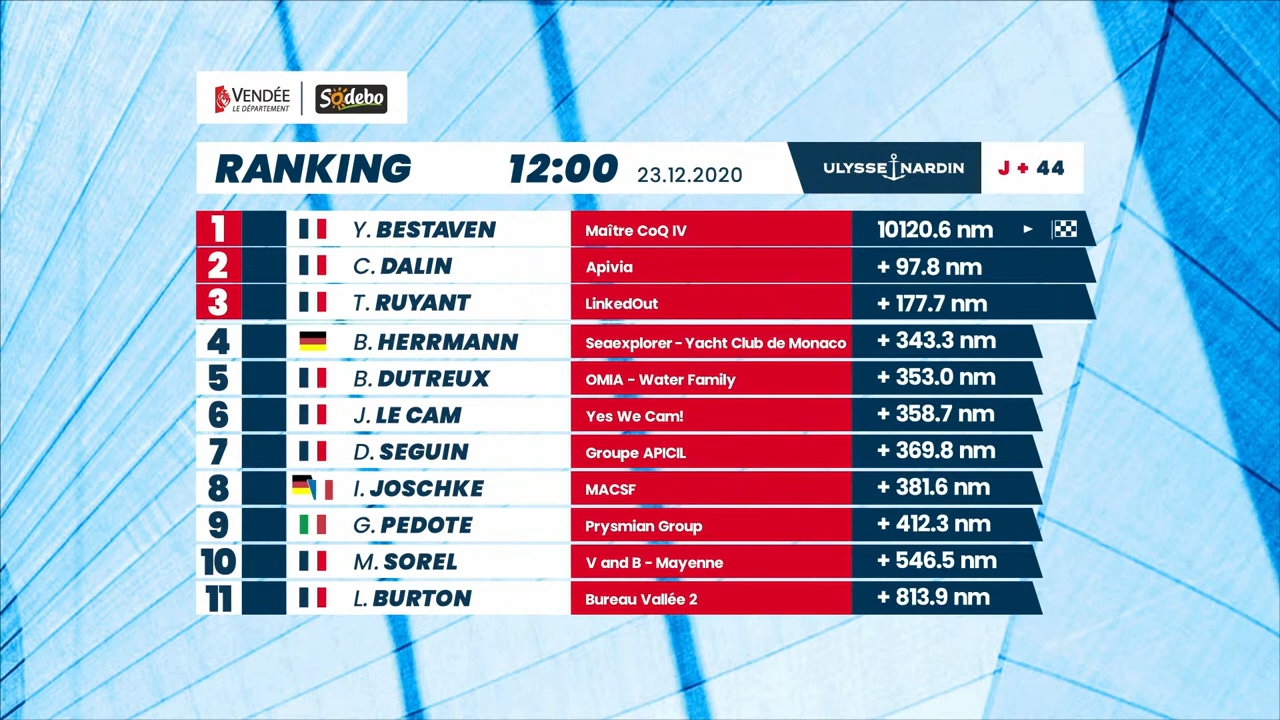 VENDÉE
LE DÉPARTEMENT
Sodebo
RANKING 12:00 23.12.2020 ULYSSE NARDIN J + 44
1 Y. BESTAVEN Maître CoQ IV 10120.6 nm
2 C. DALIN Apivia + 97.8 nm
3 T. RUYANT LinkedOut + 177.7 nm
4 B. HERRMANN Seaexplorer - Yacht Club de Monaco + 343.3 nm
5 B. DUTREUX OMIA - Water Family + 353.0 nm
6 J. LE CAM Yes We Cam! + 358.7 nm
7 D. SEGUIN Groupe APICIL + 369.8 nm
8 I. JOSCHKE MACSF + 381.6 nm
9 G. PEDOTE Prysmian Group + 412.3 nm
10 M. SOREL V and B - Mayenne + 546.5 nm
11 L. BURTON Bureau Vallée 2 + 813.9 nm